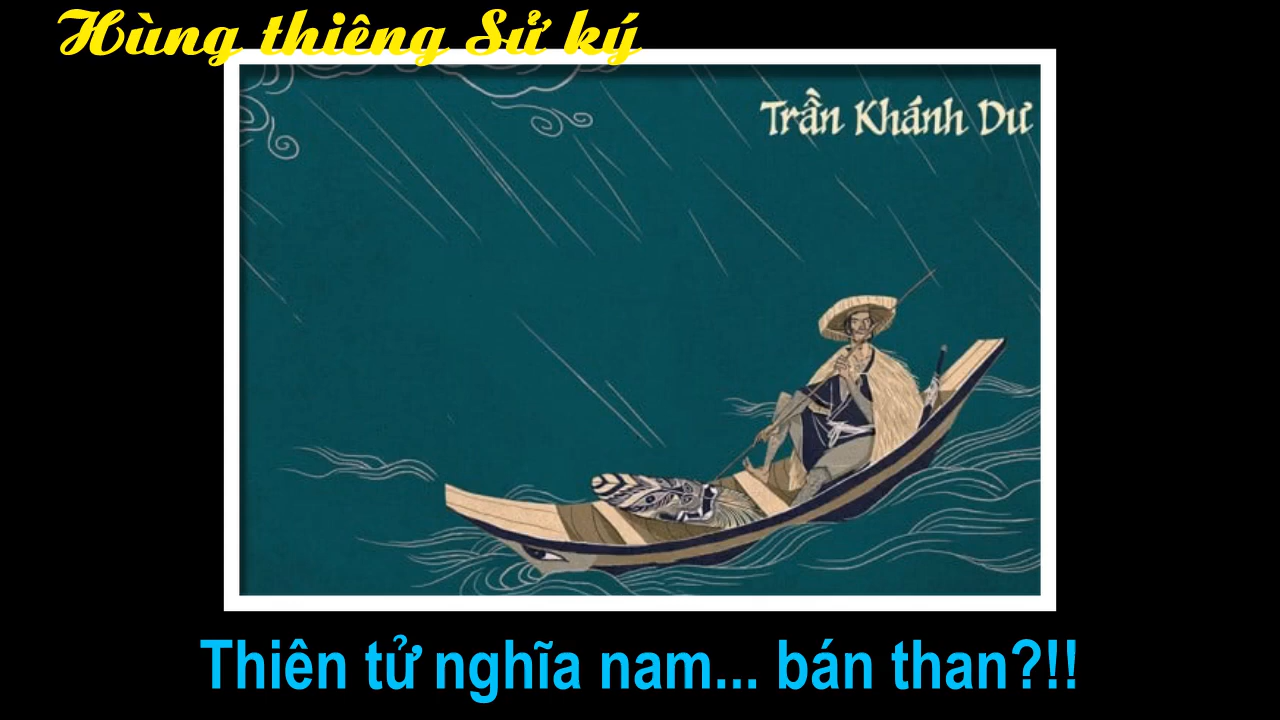 Hùng thiêng Sử ký
Trần Khánh Dư
Thiên tử nghĩa nam... bán than?!!